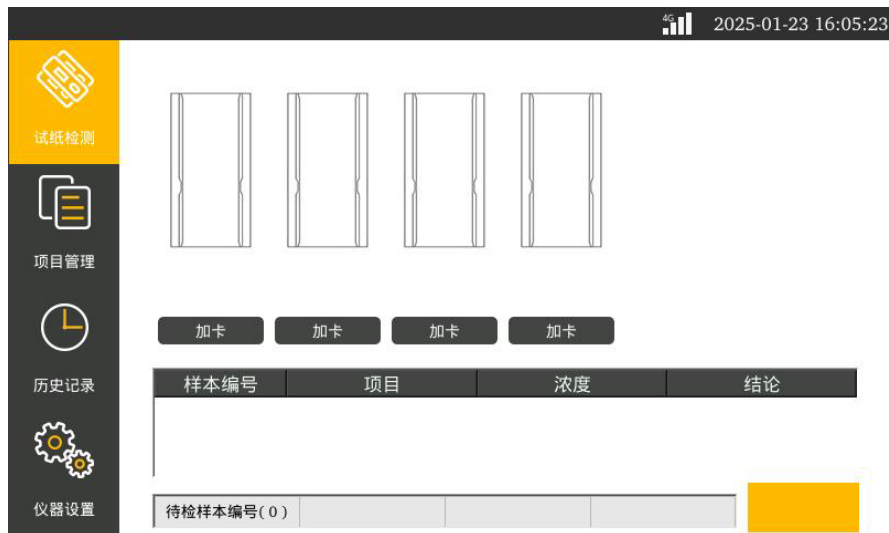 4G 2025-01-23 16:05:23
试纸检测
项目管理
历史记录
仪器设置
加卡 加卡 加卡 加卡
样本编号 项目 浓度 结论
待检样本编号(0)